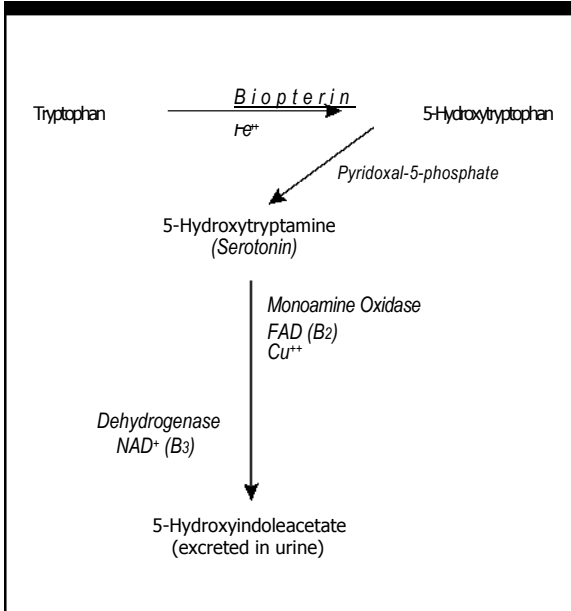 Biopterin
Tryptophan
5-Hydroxytryptophan
Fe++
Pyridoxal-5-phosphate
5-Hydroxytryptamine
(Serotonin)
Monoamine Oxidase
FAD (B2)
Cu++
Dehydrogenase
NAD+ (B3)
5-Hydroxyindoleacetate
(excreted in urine)